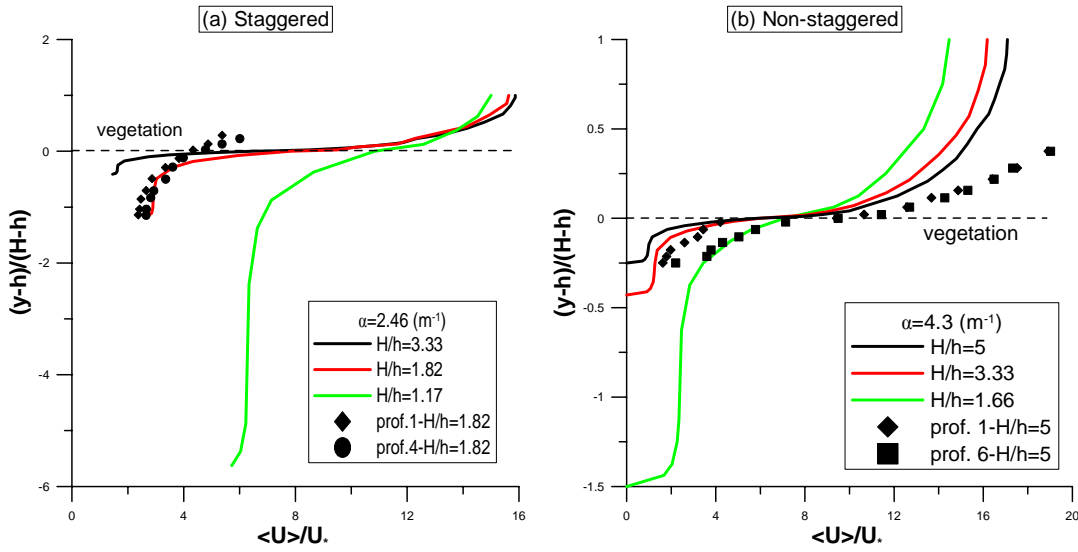 (a) Staggered
2
0
-2
-4
-6
(y-h)/(H-h)
vegetation
α=2.46 (m⁻¹)
H/h=3.33
H/h=1.82
H/h=1.17
prof.1-H/h=1.82
prof.4-H/h=1.82
0 4 8 12 16
<U>/U*
(b) Non-staggered
1
0.5
0
-0.5
-1
-1.5
(y-h)/(H-h)
vegetation
α=4.3 (m⁻¹)
H/h=5
H/h=3.33
H/h=1.66
prof. 1-H/h=5
prof. 6-H/h=5
0 4 8 12 16 20
<U>/U*